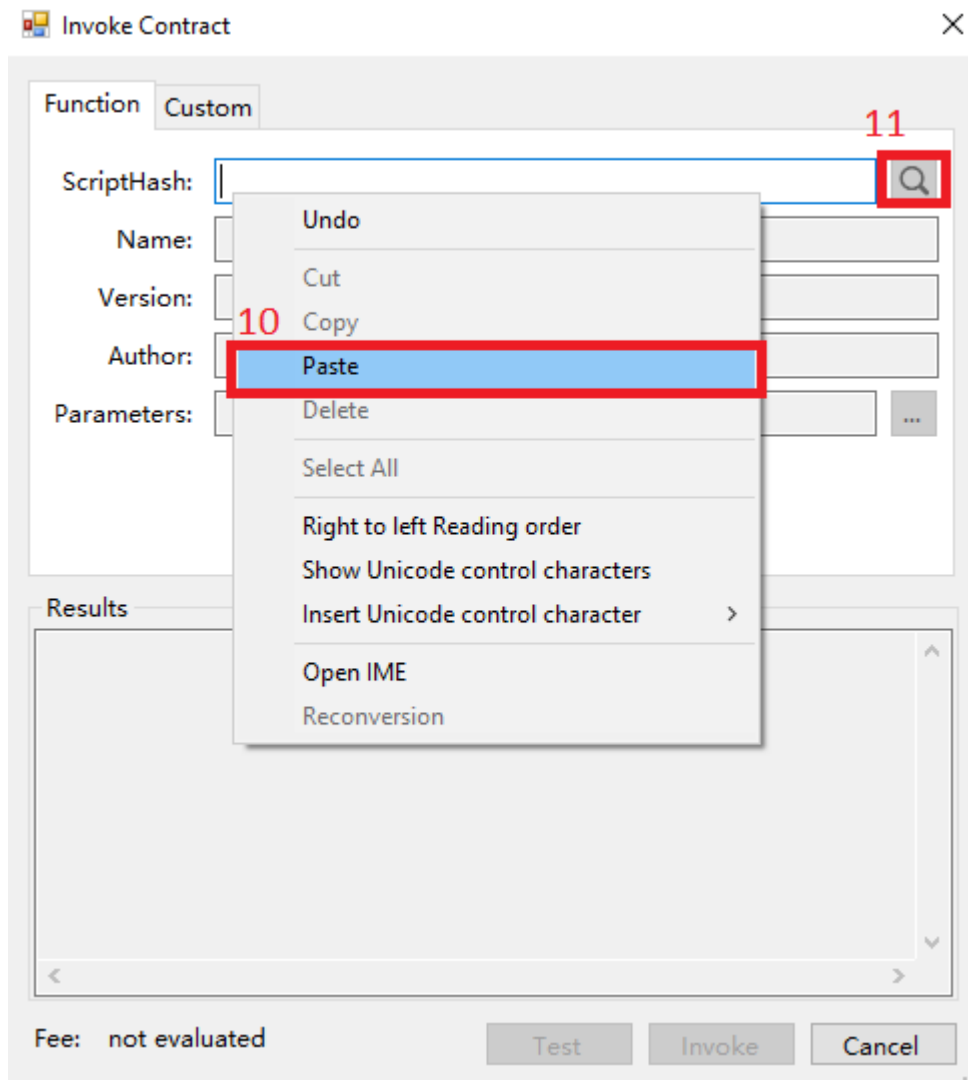 Invoke Contract
Function Custom
11
ScriptHash:
Undo
Name:
Cut
Version:
10 Copy
Author:
Paste
Parameters:
Delete
...
Select All
Right to left Reading order
Show Unicode control characters
Results
Insert Unicode control character >
Open IME
Reconversion
Fee: not evaluated
Test Invoke Cancel